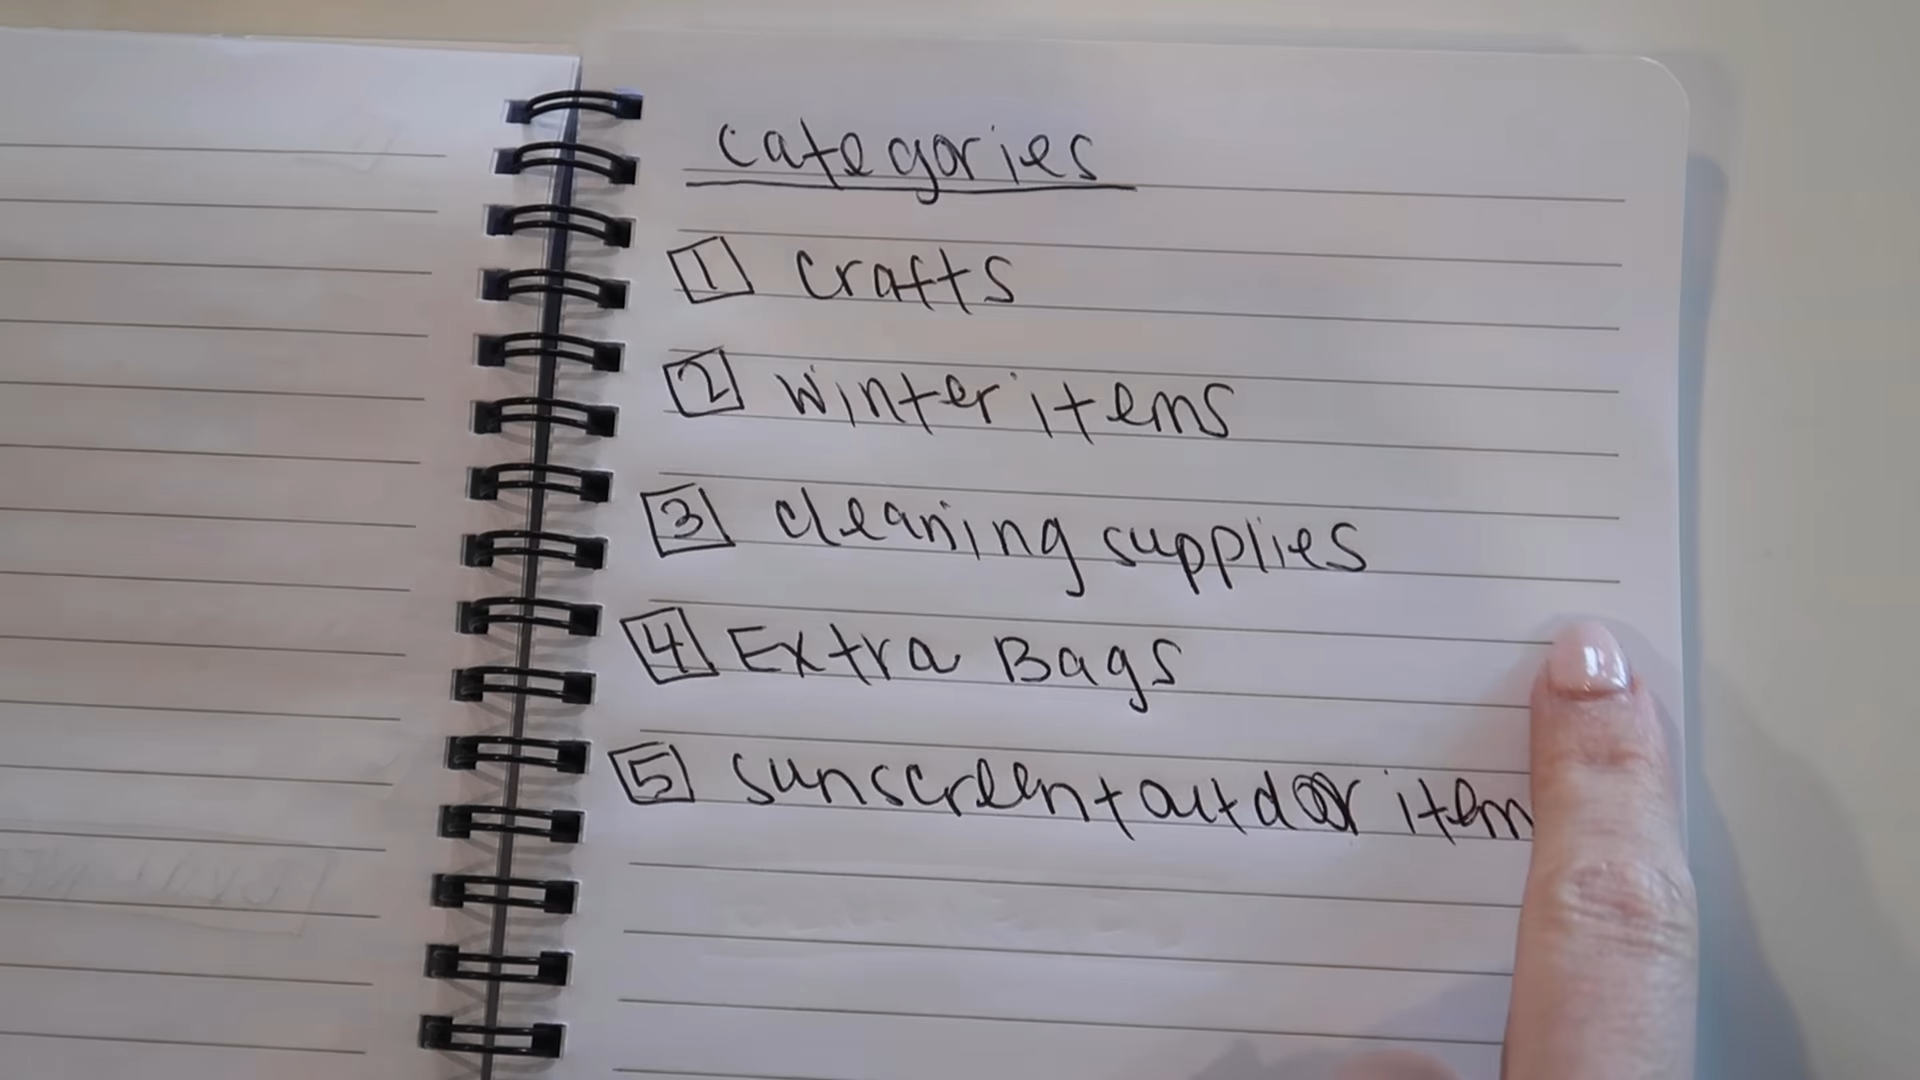 categories
1 crafts
2 winter items
3 cleaning supplies
4 Extra Bags
5 sunscreen + outdoor item